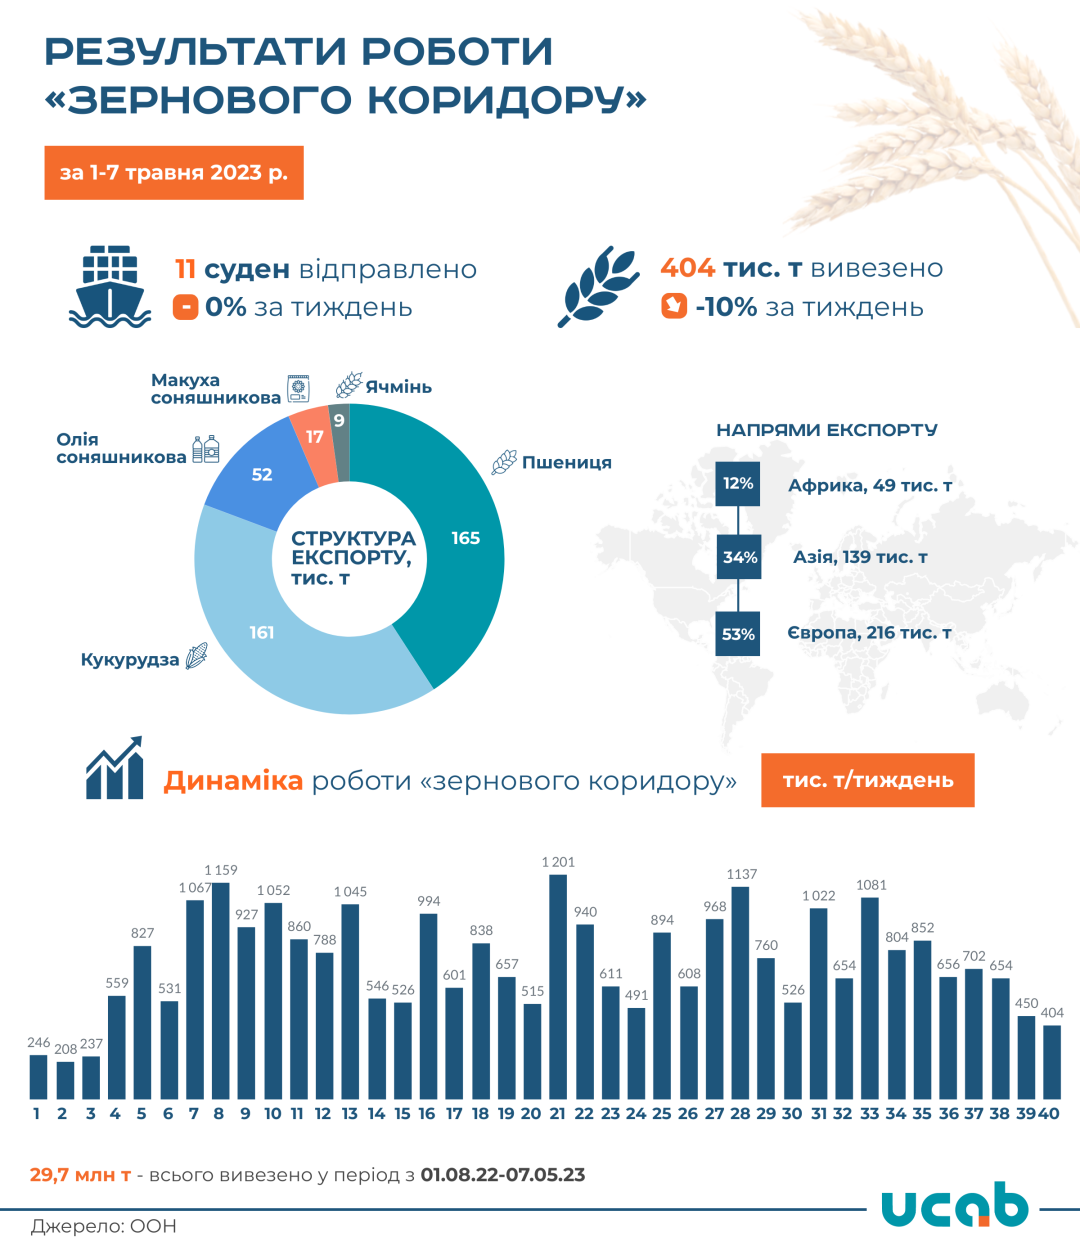 РЕЗУЛЬТАТИ РОБОТИ
«ЗЕРНОВОГО КОРИДОРУ»
за 1-7 травня 2023 р.
11 суден відправлено
- 0% за тиждень
404 тис. т вивезено
-10% за тиждень
Макуха
соняшникова
Ячмінь
Олія
соняшникова
Пшениця
Кукурудза
9
17
52
165
161
СТРУКТУРА
ЕКСПОРТУ,
тис. т
НАПРЯМИ ЕКСПОРТУ
12% Африка, 49 тис. т
34% Азія, 139 тис. т
53% Європа, 216 тис. т
Динаміка роботи «зернового коридору»
тис. т/тиждень
246 208 237 559 827 531 1 067 1 159 927 1 052 860 788 1 045 546 526 994 601 838 657 515 1 201 940 611 491 894 608 968 1137 760 526 1 022 654 1081 804 852 656 702 654 450 404
1 2 3 4 5 6 7 8 9 10 11 12 13 14 15 16 17 18 19 20 21 22 23 24 25 26 27 28 29 30 31 32 33 34 35 36 37 38 39 40
29,7 млн т - всього вивезено у період з 01.08.22-07.05.23
ucab
Джерело: ООН